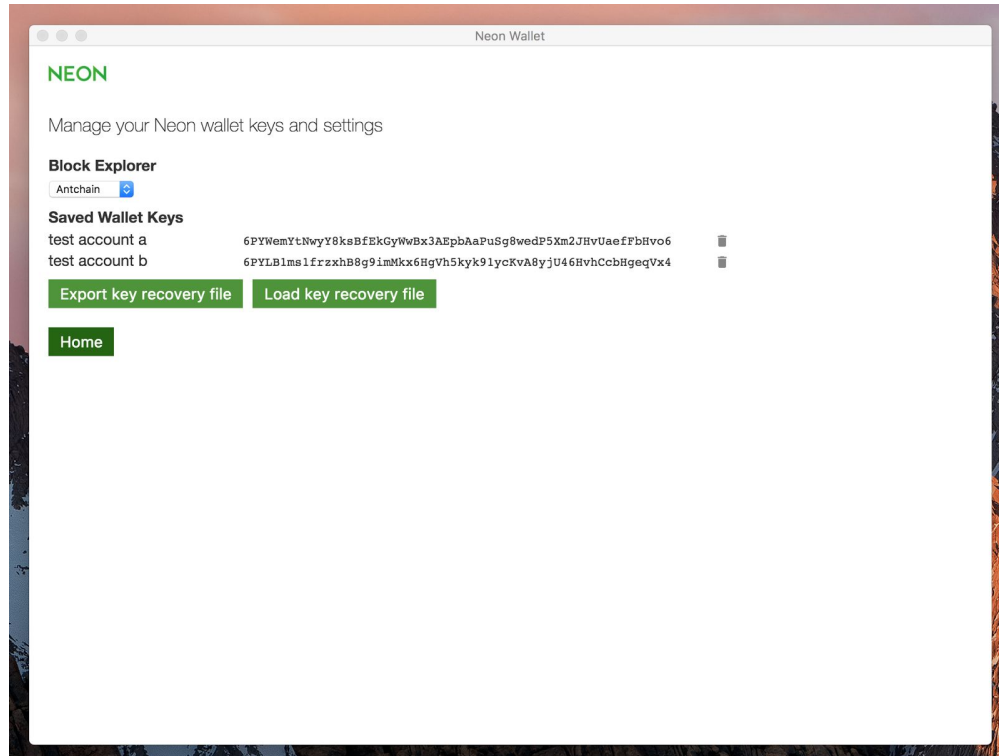 Neon Wallet
NEON
Manage your Neon wallet keys and settings
Block Explorer
Antchain
Saved Wallet Keys
test account a 6PYWemYtNwyY8ksBfEkGyWwBx3AEpbAaPuSg8wedP5Xm2JHvUaefFbHvo6
test account b 6PYLB1ms1frzxhB8g9imMkx6HgVh5kyk91ycKvA8yjU46HvhCcbHgeqVx4
Export key recovery file Load key recovery file
Home